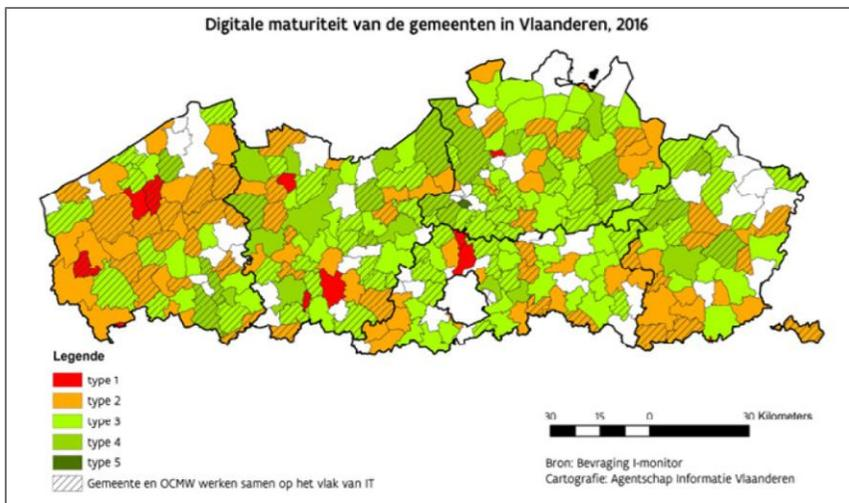 Digitale maturiteit van de gemeenten in Vlaanderen, 2016
Legende
type 1
type 2
type 3
type 4
type 5
Gemeente en OCMW werken samen op het vlak van IT
30 15 0 30 Kilometers
Bron: Bevraging I-monitor
Cartografie: Agentschap Informatie Vlaanderen